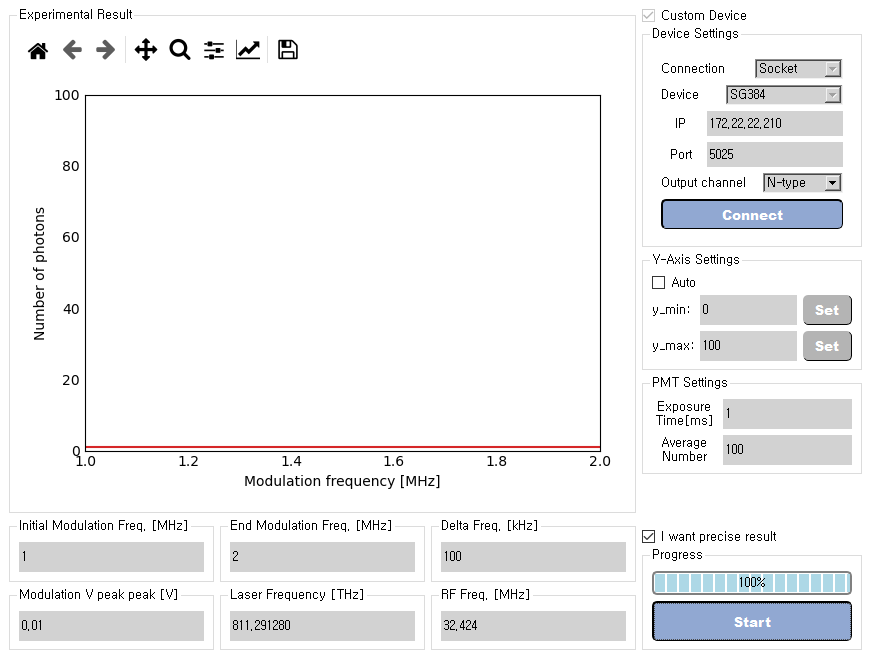 Experimental Result
Custom Device
Device Settings
Connection Socket
Device SG384
IP 172,22,22,210
Port 5025
Output channel N-type
Connect
Y-Axis Settings
Auto
y_min: 0 Set
y_max: 100 Set
PMT Settings
Exposure
Time[ms] 1
Average
Number 100
100
80
60
40
20
0
Number of photons
1.0 1.2 1.4 1.6 1.8 2.0
Modulation frequency [MHz]
Initial Modulation Freq, [MHz]
1
End Modulation Freq, [MHz]
2
Delta Freq, [kHz]
100
Modulation V peak peak [V]
0,01
Laser Frequency [THz]
811,291280
RF Freq, [MHz]
32,424
I want precise result
Progress
100%
Start